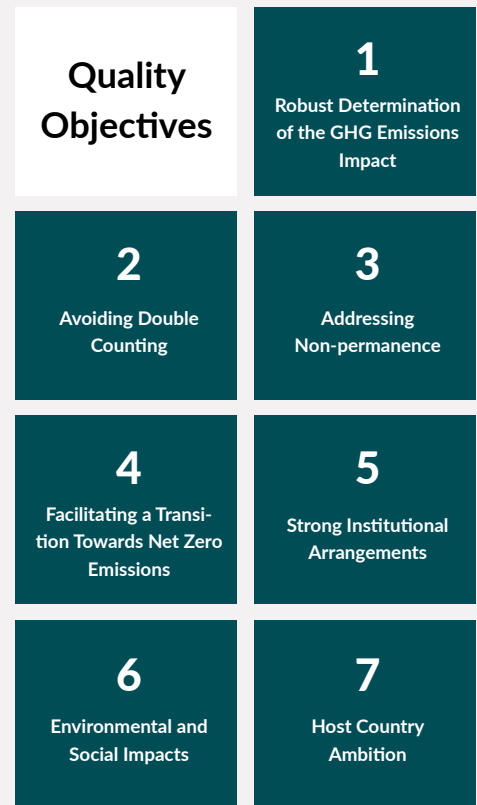 Quality
Objectives
1
Robust Determination
of the GHG Emissions
Impact
2
Avoiding Double
Counting
3
Addressing
Non-permanence
4
Facilitating a Transi-
tion Towards Net Zero
Emissions
5
Strong Institutional
Arrangements
6
Environmental and
Social Impacts
7
Host Country
Ambition